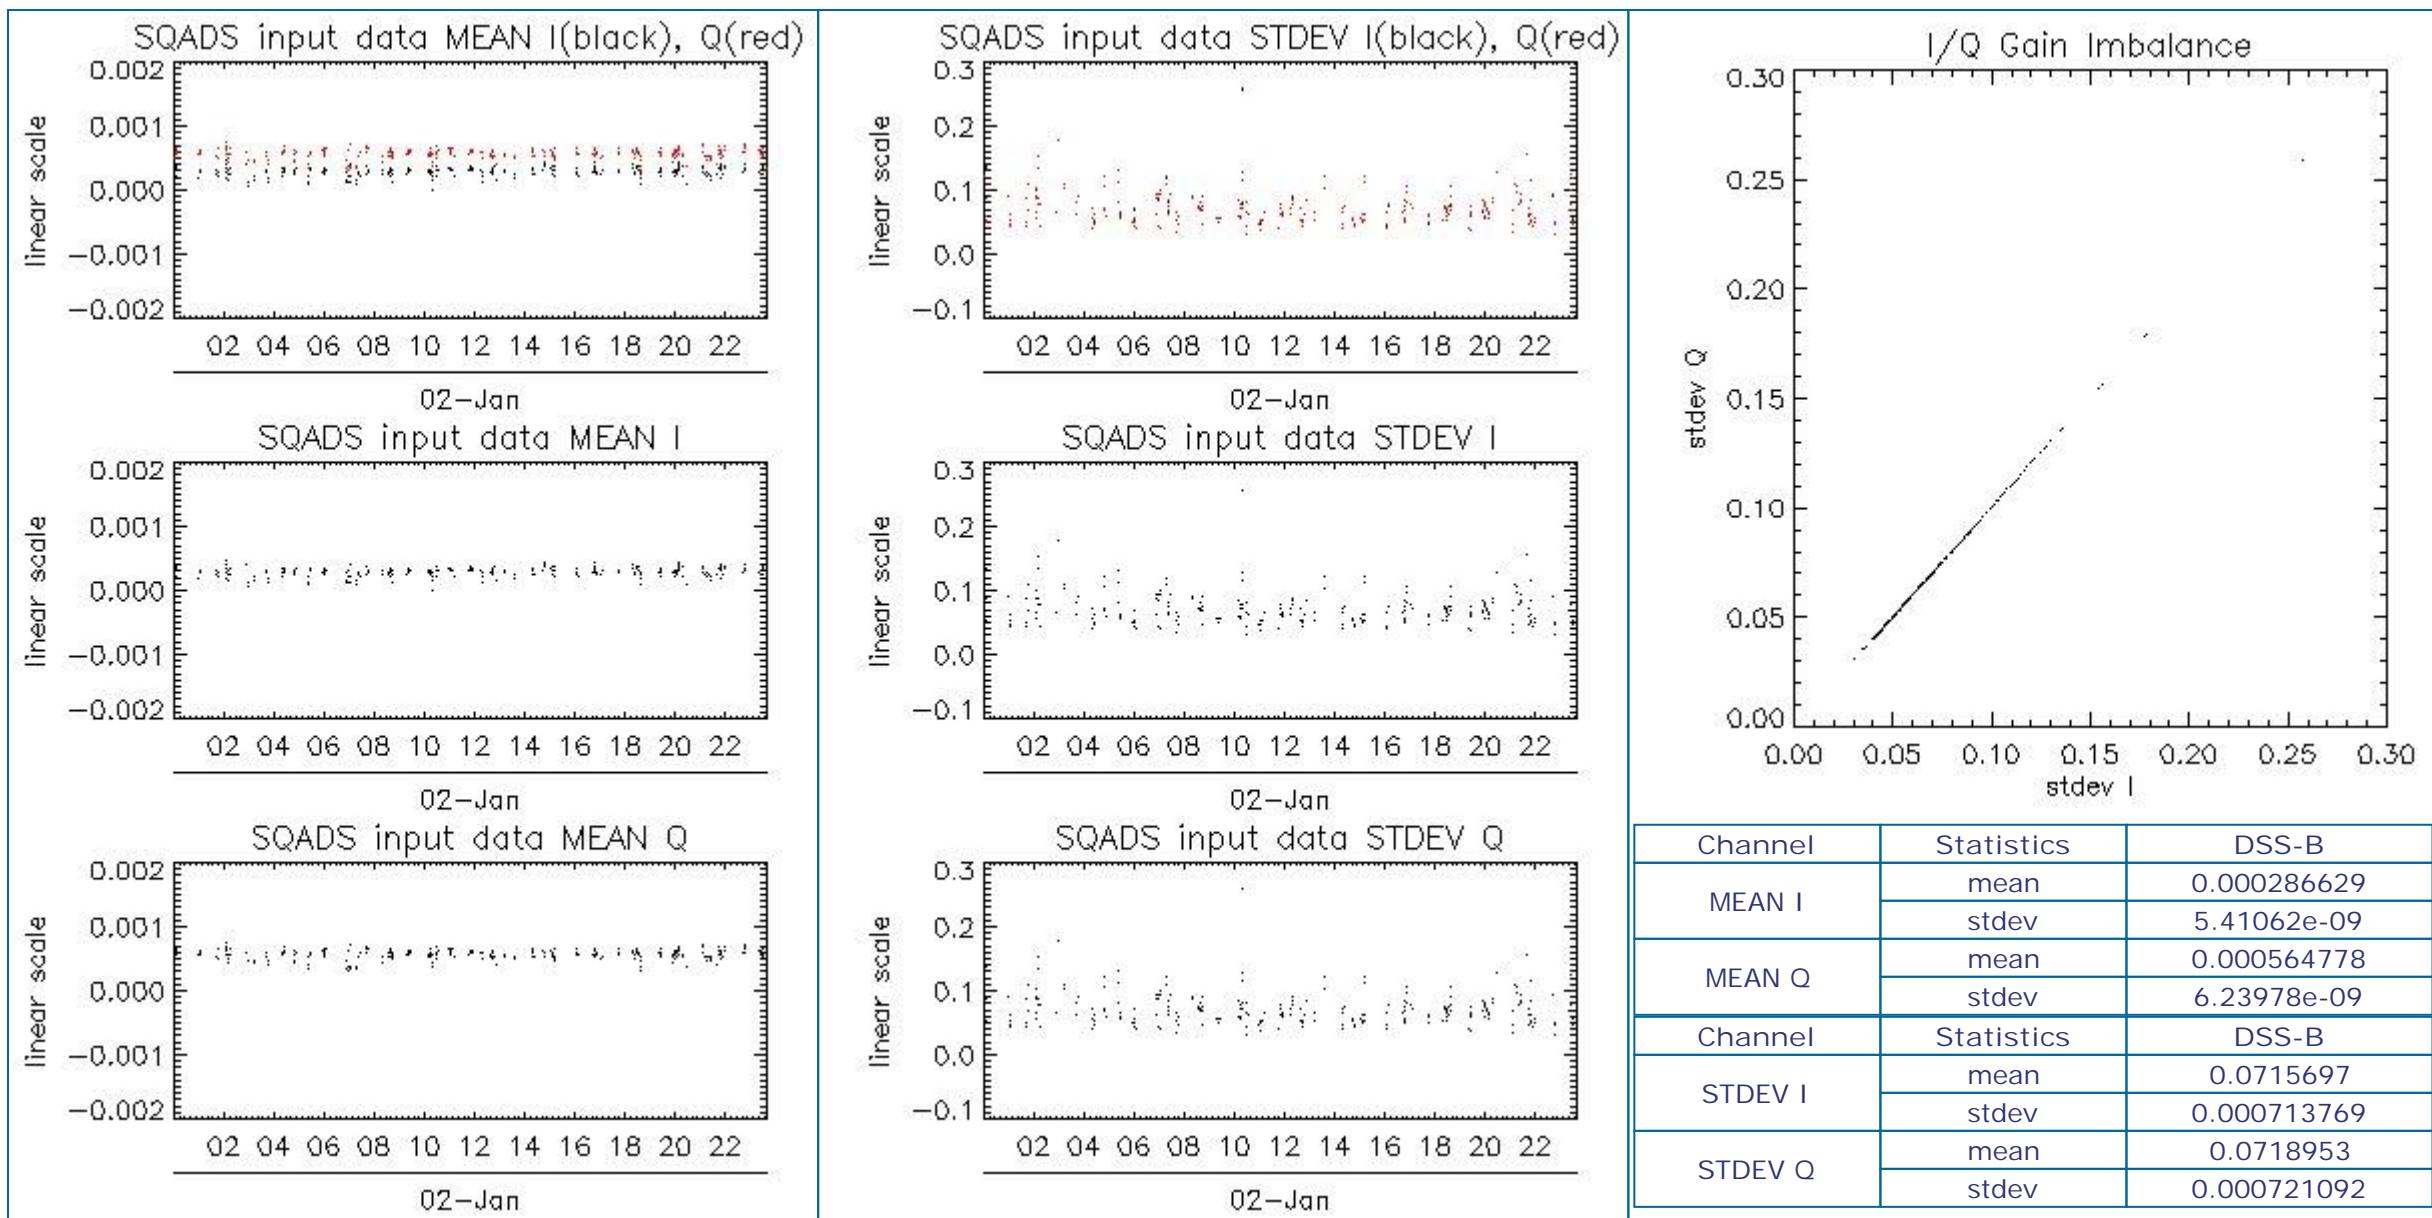 SQADS input data MEAN I(black), Q(red)
linear scale
0.002
0.001
0.000
-0.001
-0.002
02 04 06 08 10 12 14 16 18 20 22
02-Jan
SQADS input data MEAN I
linear scale
0.002
0.001
0.000
-0.001
-0.002
02 04 06 08 10 12 14 16 18 20 22
02-Jan
SQADS input data MEAN Q
linear scale
0.002
0.001
0.000
-0.001
-0.002
02 04 06 08 10 12 14 16 18 20 22
02-Jan
SQADS input data STDEV I(black), Q(red)
linear scale
0.3
0.2
0.1
0.0
-0.1
02 04 06 08 10 12 14 16 18 20 22
02-Jan
SQADS input data STDEV I
linear scale
0.3
0.2
0.1
0.0
-0.1
02 04 06 08 10 12 14 16 18 20 22
02-Jan
SQADS input data STDEV Q
linear scale
0.3
0.2
0.1
0.0
-0.1
02 04 06 08 10 12 14 16 18 20 22
02-Jan
I/Q Gain Imbalance
stdev Q
0.30
0.25
0.20
0.15
0.10
0.05
0.00
0.00 0.05 0.10 0.15 0.20 0.25 0.30
stdev I
Channel Statistics DSS-B
MEAN I mean 0.000286629
stdev 5.41062e-09
MEAN Q mean 0.000564778
stdev 6.23978e-09
Channel Statistics DSS-B
STDEV I mean 0.0715697
stdev 0.000713769
STDEV Q mean 0.0718953
stdev 0.000721092